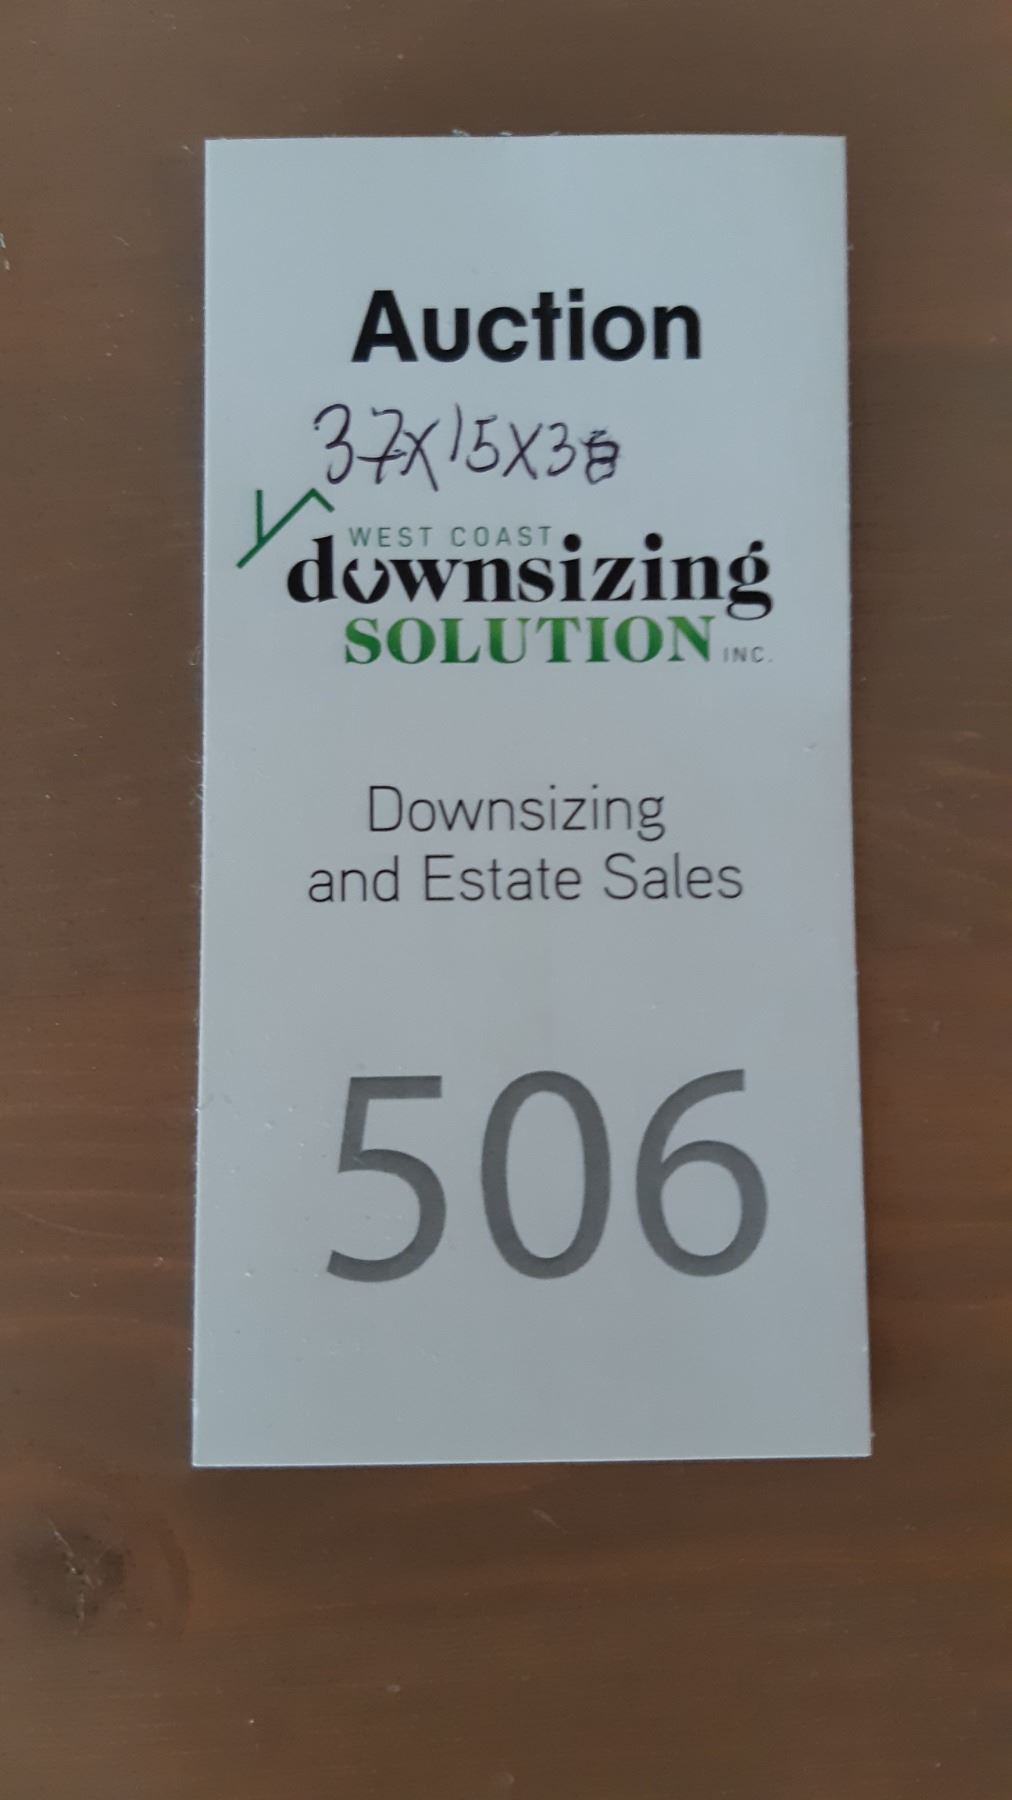 Auction
37X15X38
WEST COAST
downsizing
SOLUTION INC.
Downsizing
and Estate Sales
506